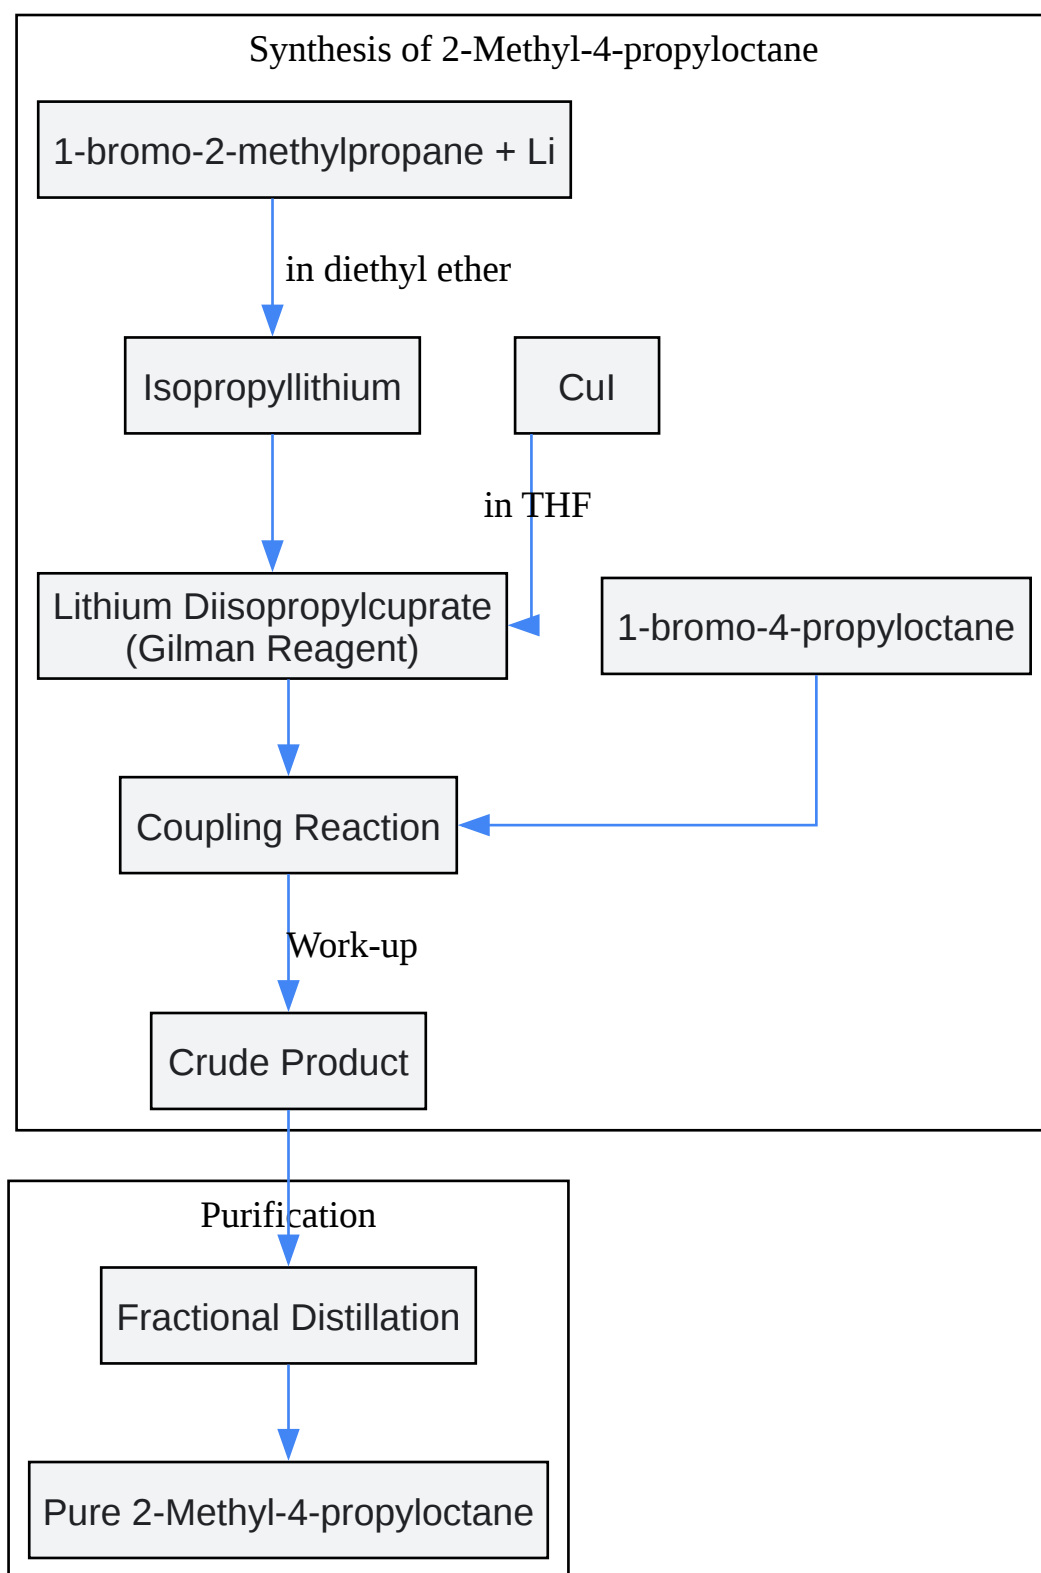 Synthesis of 2-Methyl-4-propyloctane
1-bromo-2-methylpropane + Li
in diethyl ether
Isopropyllithium
CuI
in THF
Lithium Diisopropylcuprate
(Gilman Reagent)
1-bromo-4-propyloctane
Coupling Reaction
Work-up
Crude Product
Purification
Fractional Distillation
Pure 2-Methyl-4-propyloctane